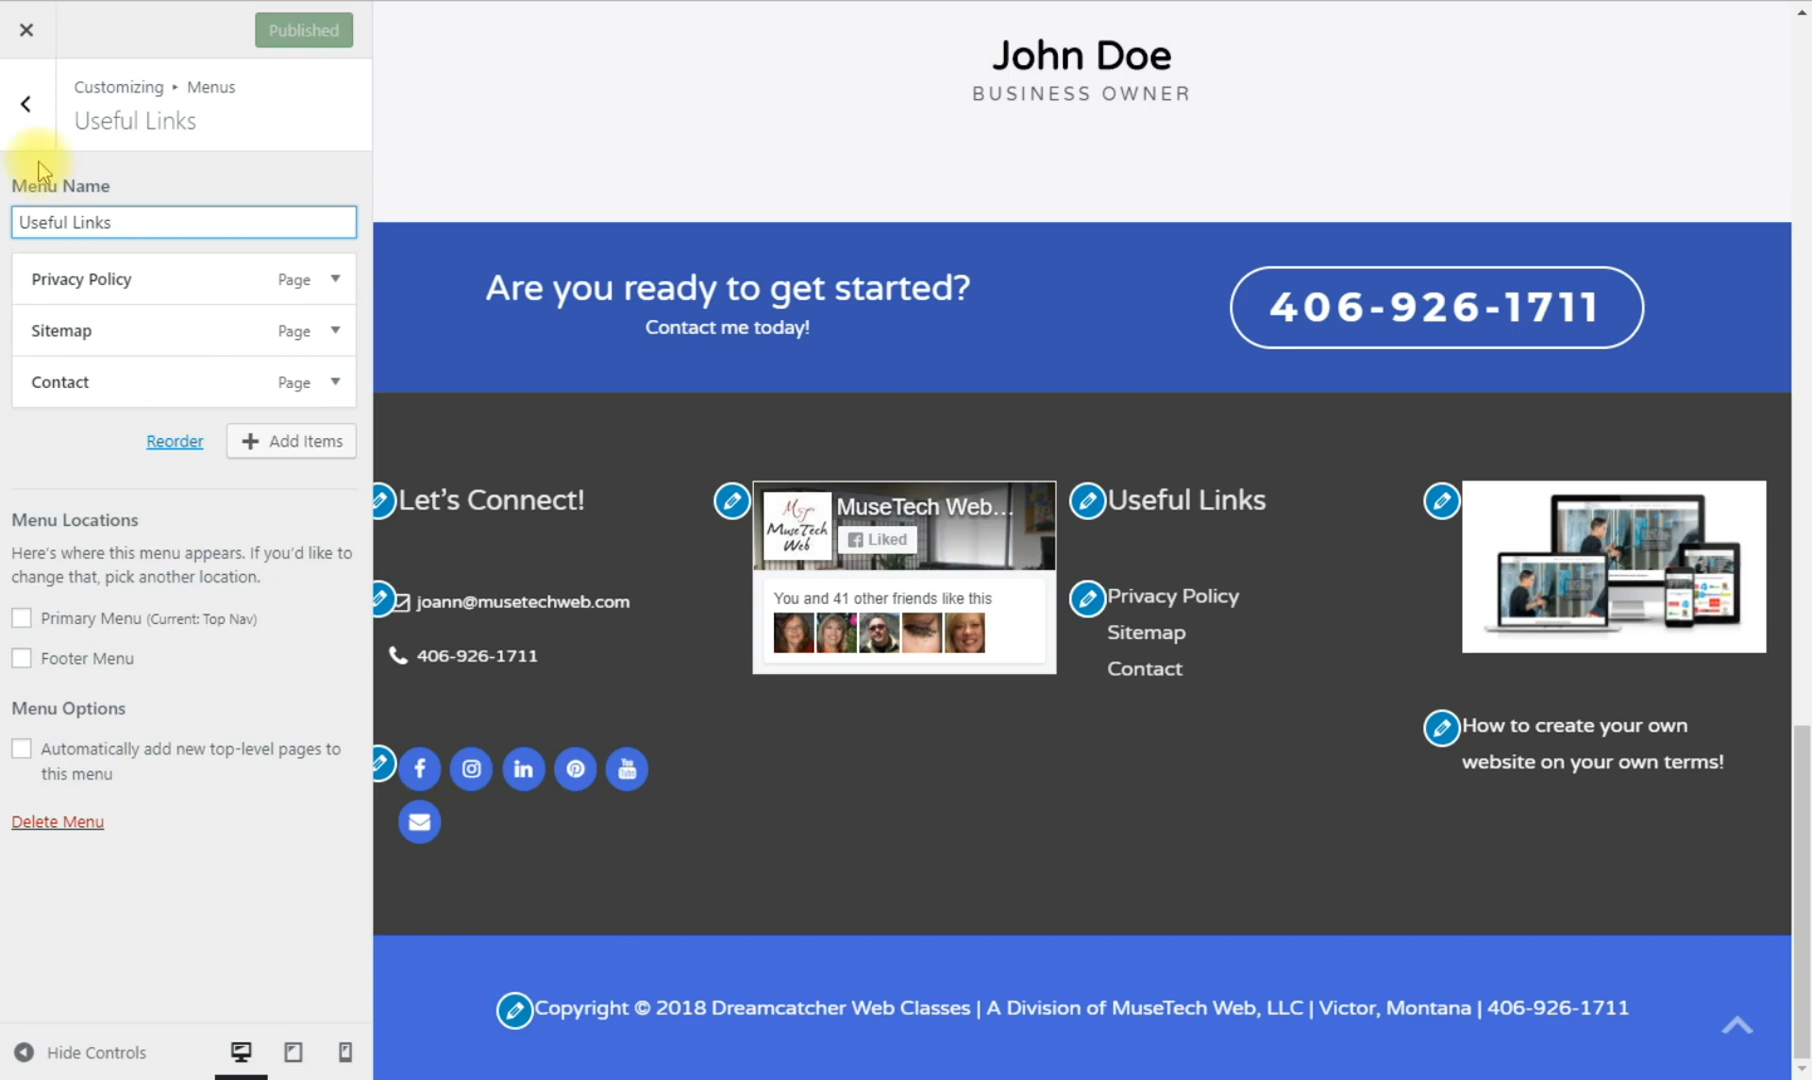 Published
Customizing ▸ Menus
Useful Links
Menu Name
Useful Links
Privacy Policy Page
Sitemap Page
Contact Page
Reorder
Add Items
Menu Locations
Here's where this menu appears. If you'd like to
change that, pick another location.
Primary Menu (Current: Top Nav)
Footer Menu
Menu Options
Automatically add new top-level pages to
this menu
Delete Menu
Hide Controls
John Doe
BUSINESS OWNER
Are you ready to get started?
Contact me today!
406-926-1711
Let's Connect!
joann@musetechweb.com
406-926-1711
MuseTech
Web
MuseTech Web...
Liked
You and 41 other friends like this
Useful Links
Privacy Policy
Sitemap
Contact
How to create your own
website on your own terms!
Copyright © 2018 Dreamcatcher Web Classes | A Division of MuseTech Web, LLC | Victor, Montana | 406-926-1711